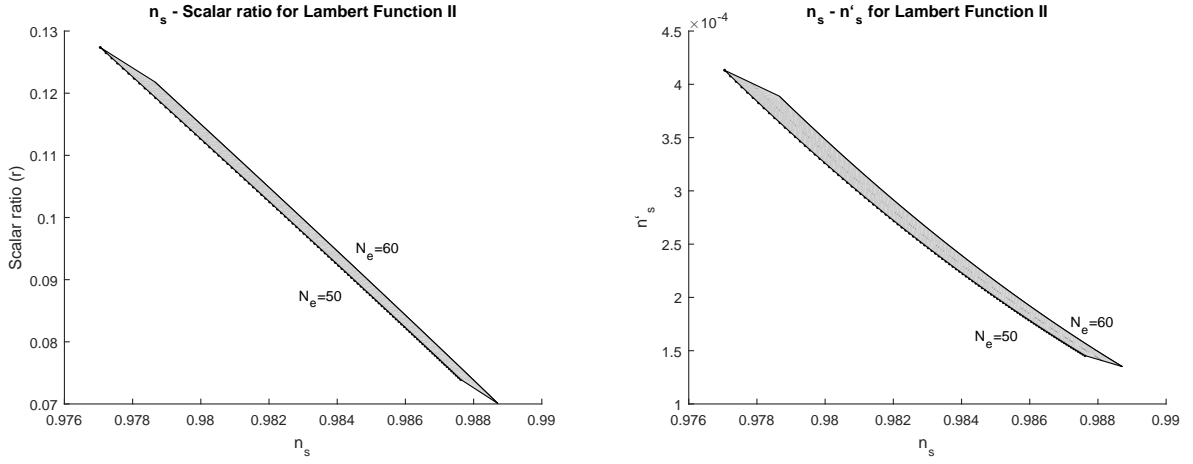 n_s - Scalar ratio for Lambert Function II
0.13
0.12
0.11
0.1
0.09
0.08
0.07
Scalar ratio (r)
N_e=60
N_e=50
0.976 0.978 0.98 0.982 0.984 0.986 0.988 0.99
n_s
n_s - n‘_s for Lambert Function II
×10⁻⁴
4.5
4
3.5
3
2.5
2
1.5
1
n‘_s
N_e=60
N_e=50
0.976 0.978 0.98 0.982 0.984 0.986 0.988 0.99
n_s